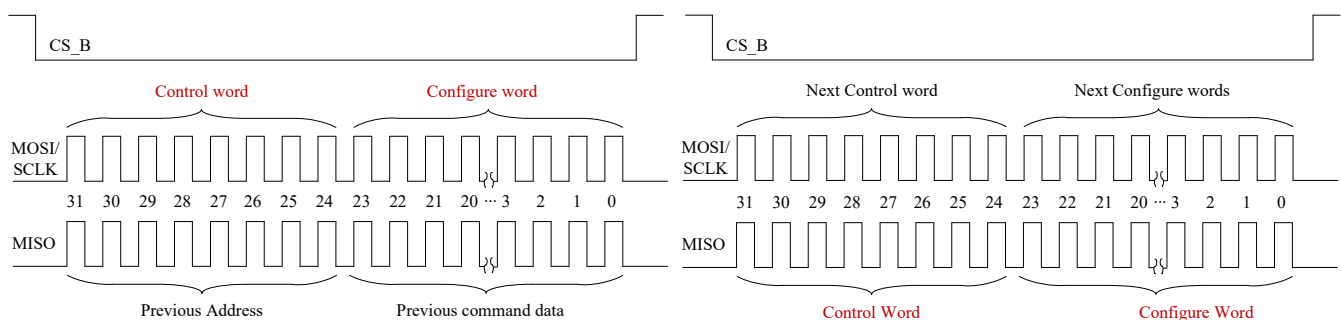 CS_B
Control word
Configure word
MOSI/
SCLK
31 30 29 28 27 26 25 24 23 22 21 20 ··· 3 2 1 0
MISO
Previous Address
Previous command data
CS_B
Next Control word
Next Configure words
MOSI/
SCLK
31 30 29 28 27 26 25 24 23 22 21 20 ··· 3 2 1 0
MISO
Control Word
Configure Word